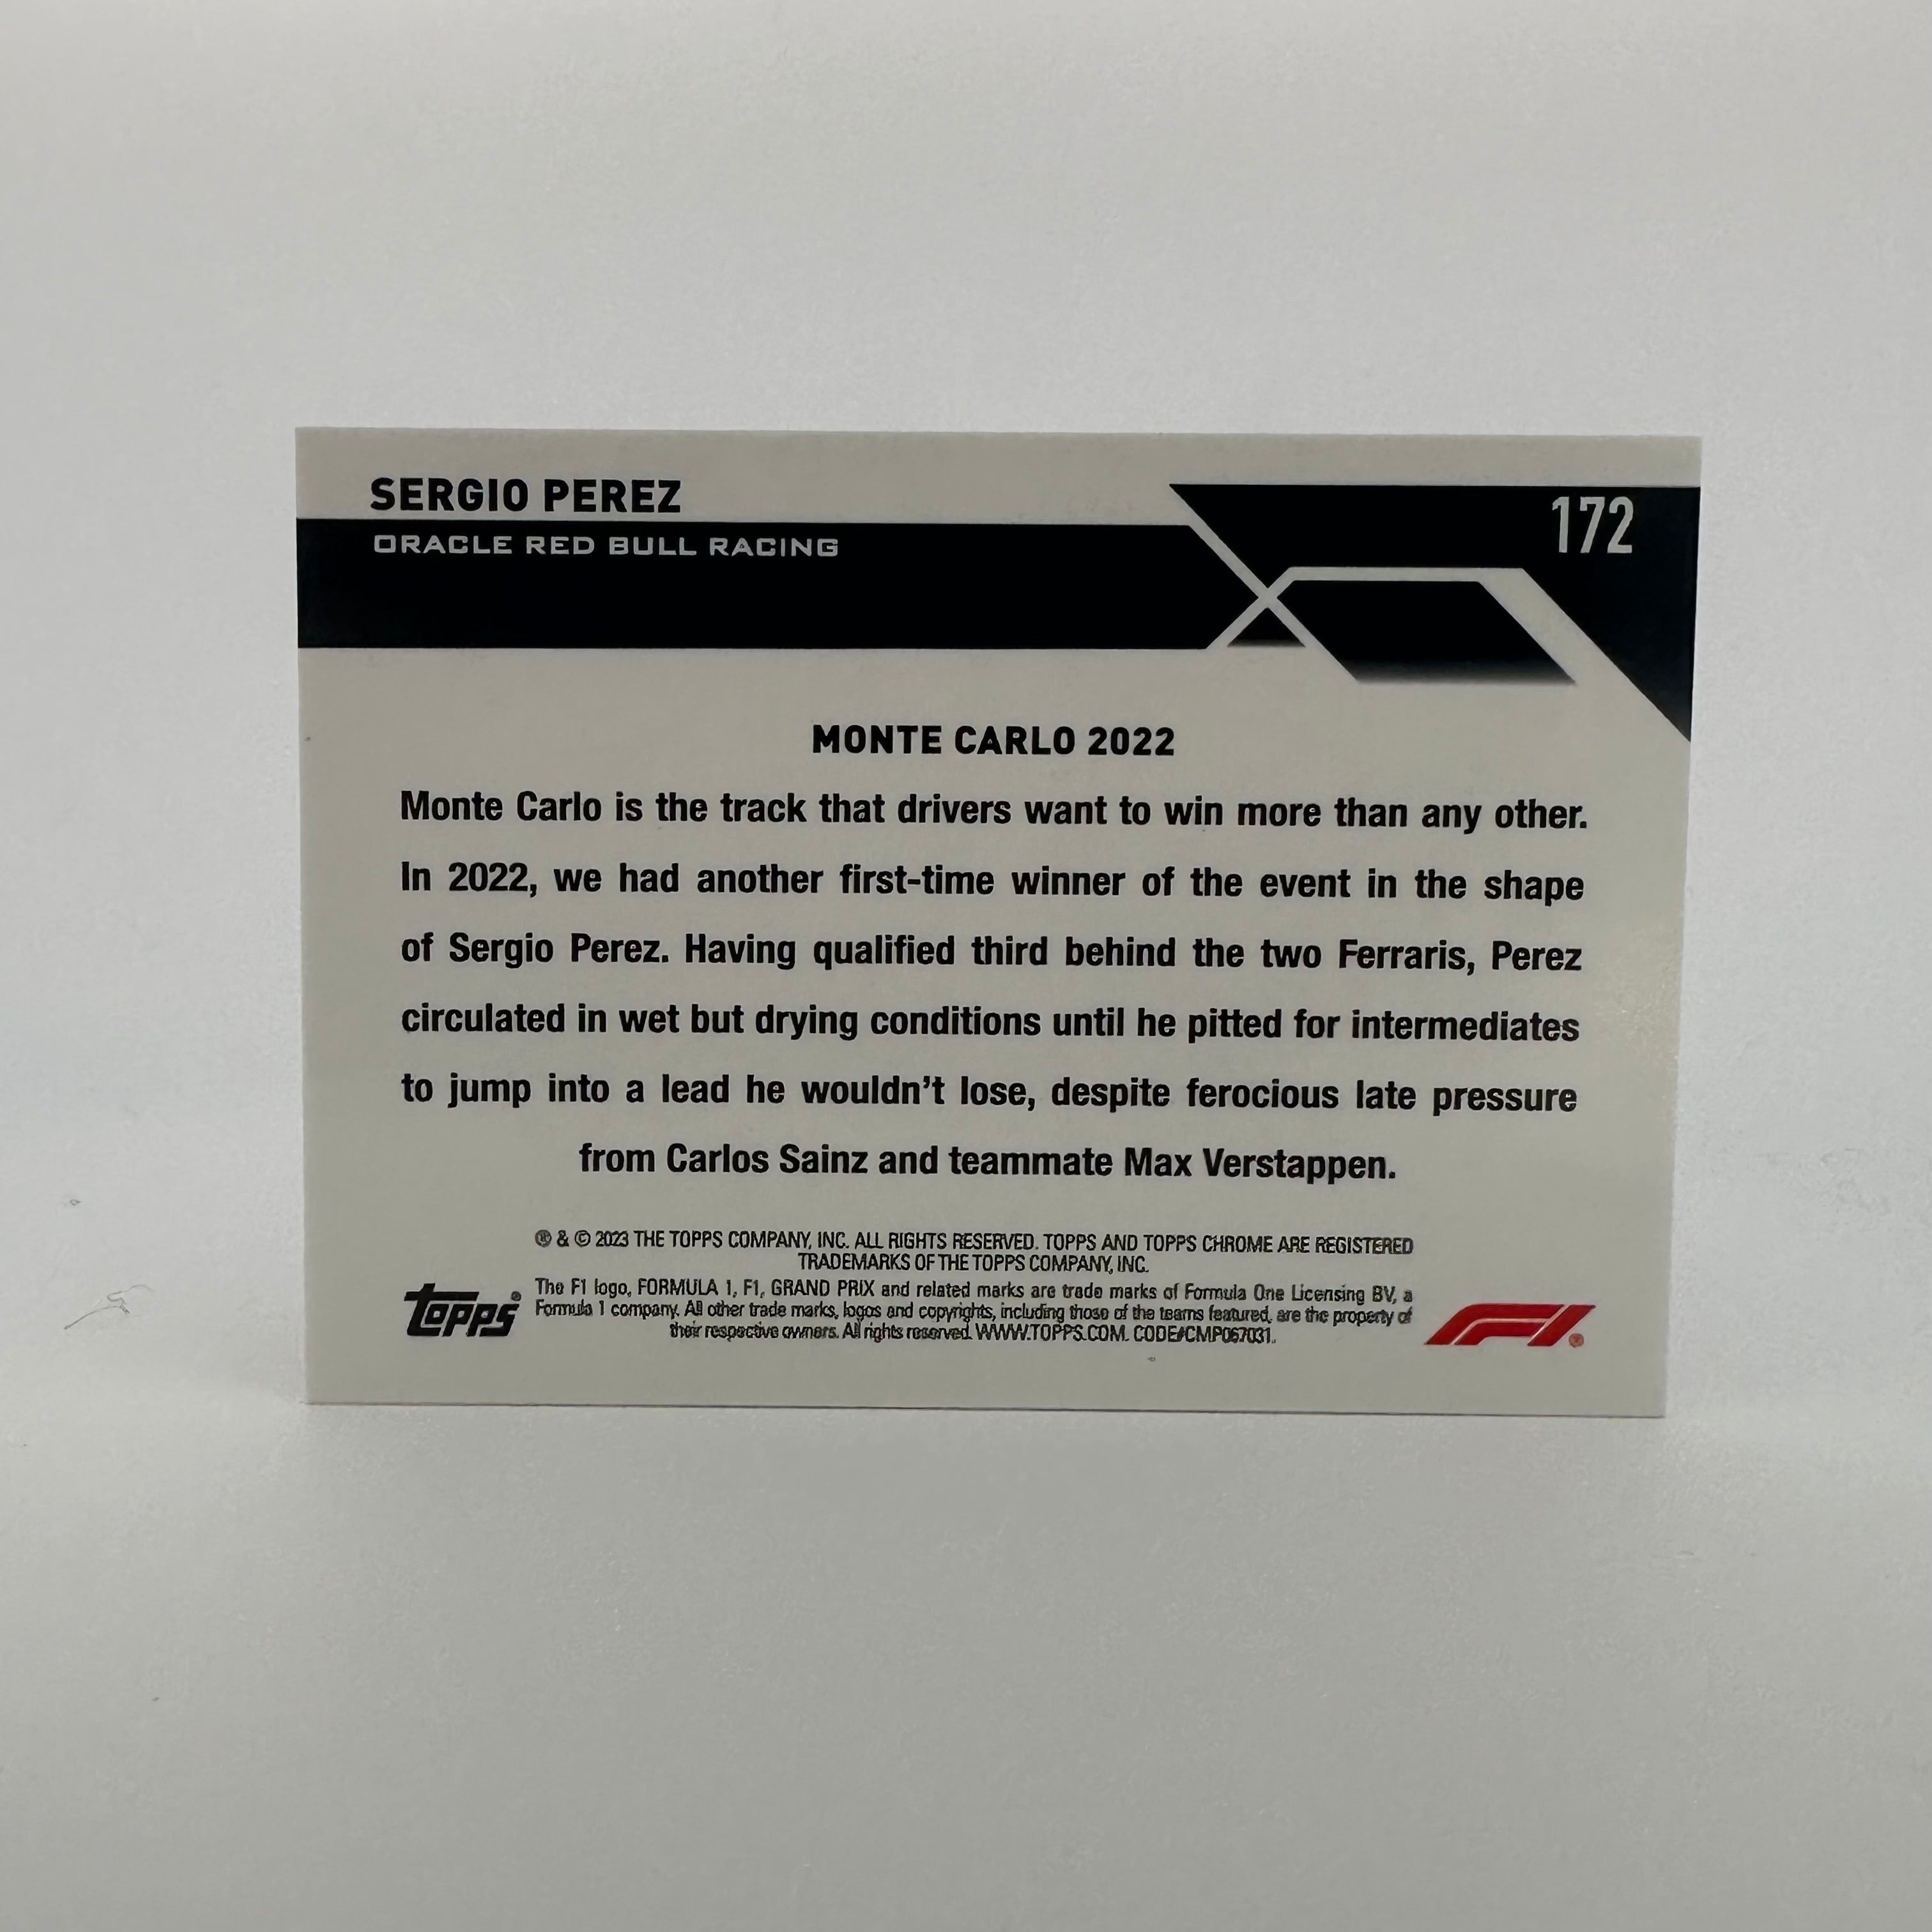 SERGIO PEREZ
172
ORACLE RED BULL RACING
MONTE CARLO 2022
Monte Carlo is the track that drivers want to win more than any other.
In 2022, we had another first-time winner of the event in the shape
of Sergio Perez. Having qualified third behind the two Ferraris, Perez
circulated in wet but drying conditions until he pitted for intermediates
to jump into a lead he wouldn't lose, despite ferocious late pressure
from Carlos Sainz and teammate Max Verstappen.
® & © 2023 THE TOPPS COMPANY, INC. ALL RIGHTS RESERVED. TOPPS AND TOPPS CHROME ARE REGISTERED
TRADEMARKS OF THE TOPPS COMPANY, INC.
The F1 logo, FORMULA 1, F1, GRAND PRIX and related marks are trade marks of Formula One Licensing BV, a
Formula 1 company. All other trade marks, logos and copyrights, including those of the teams featured, are the property of
their respective owners. All rights reserved. WWW.TOPPS.COM. CODE#CMP067031.
topps®
F1®